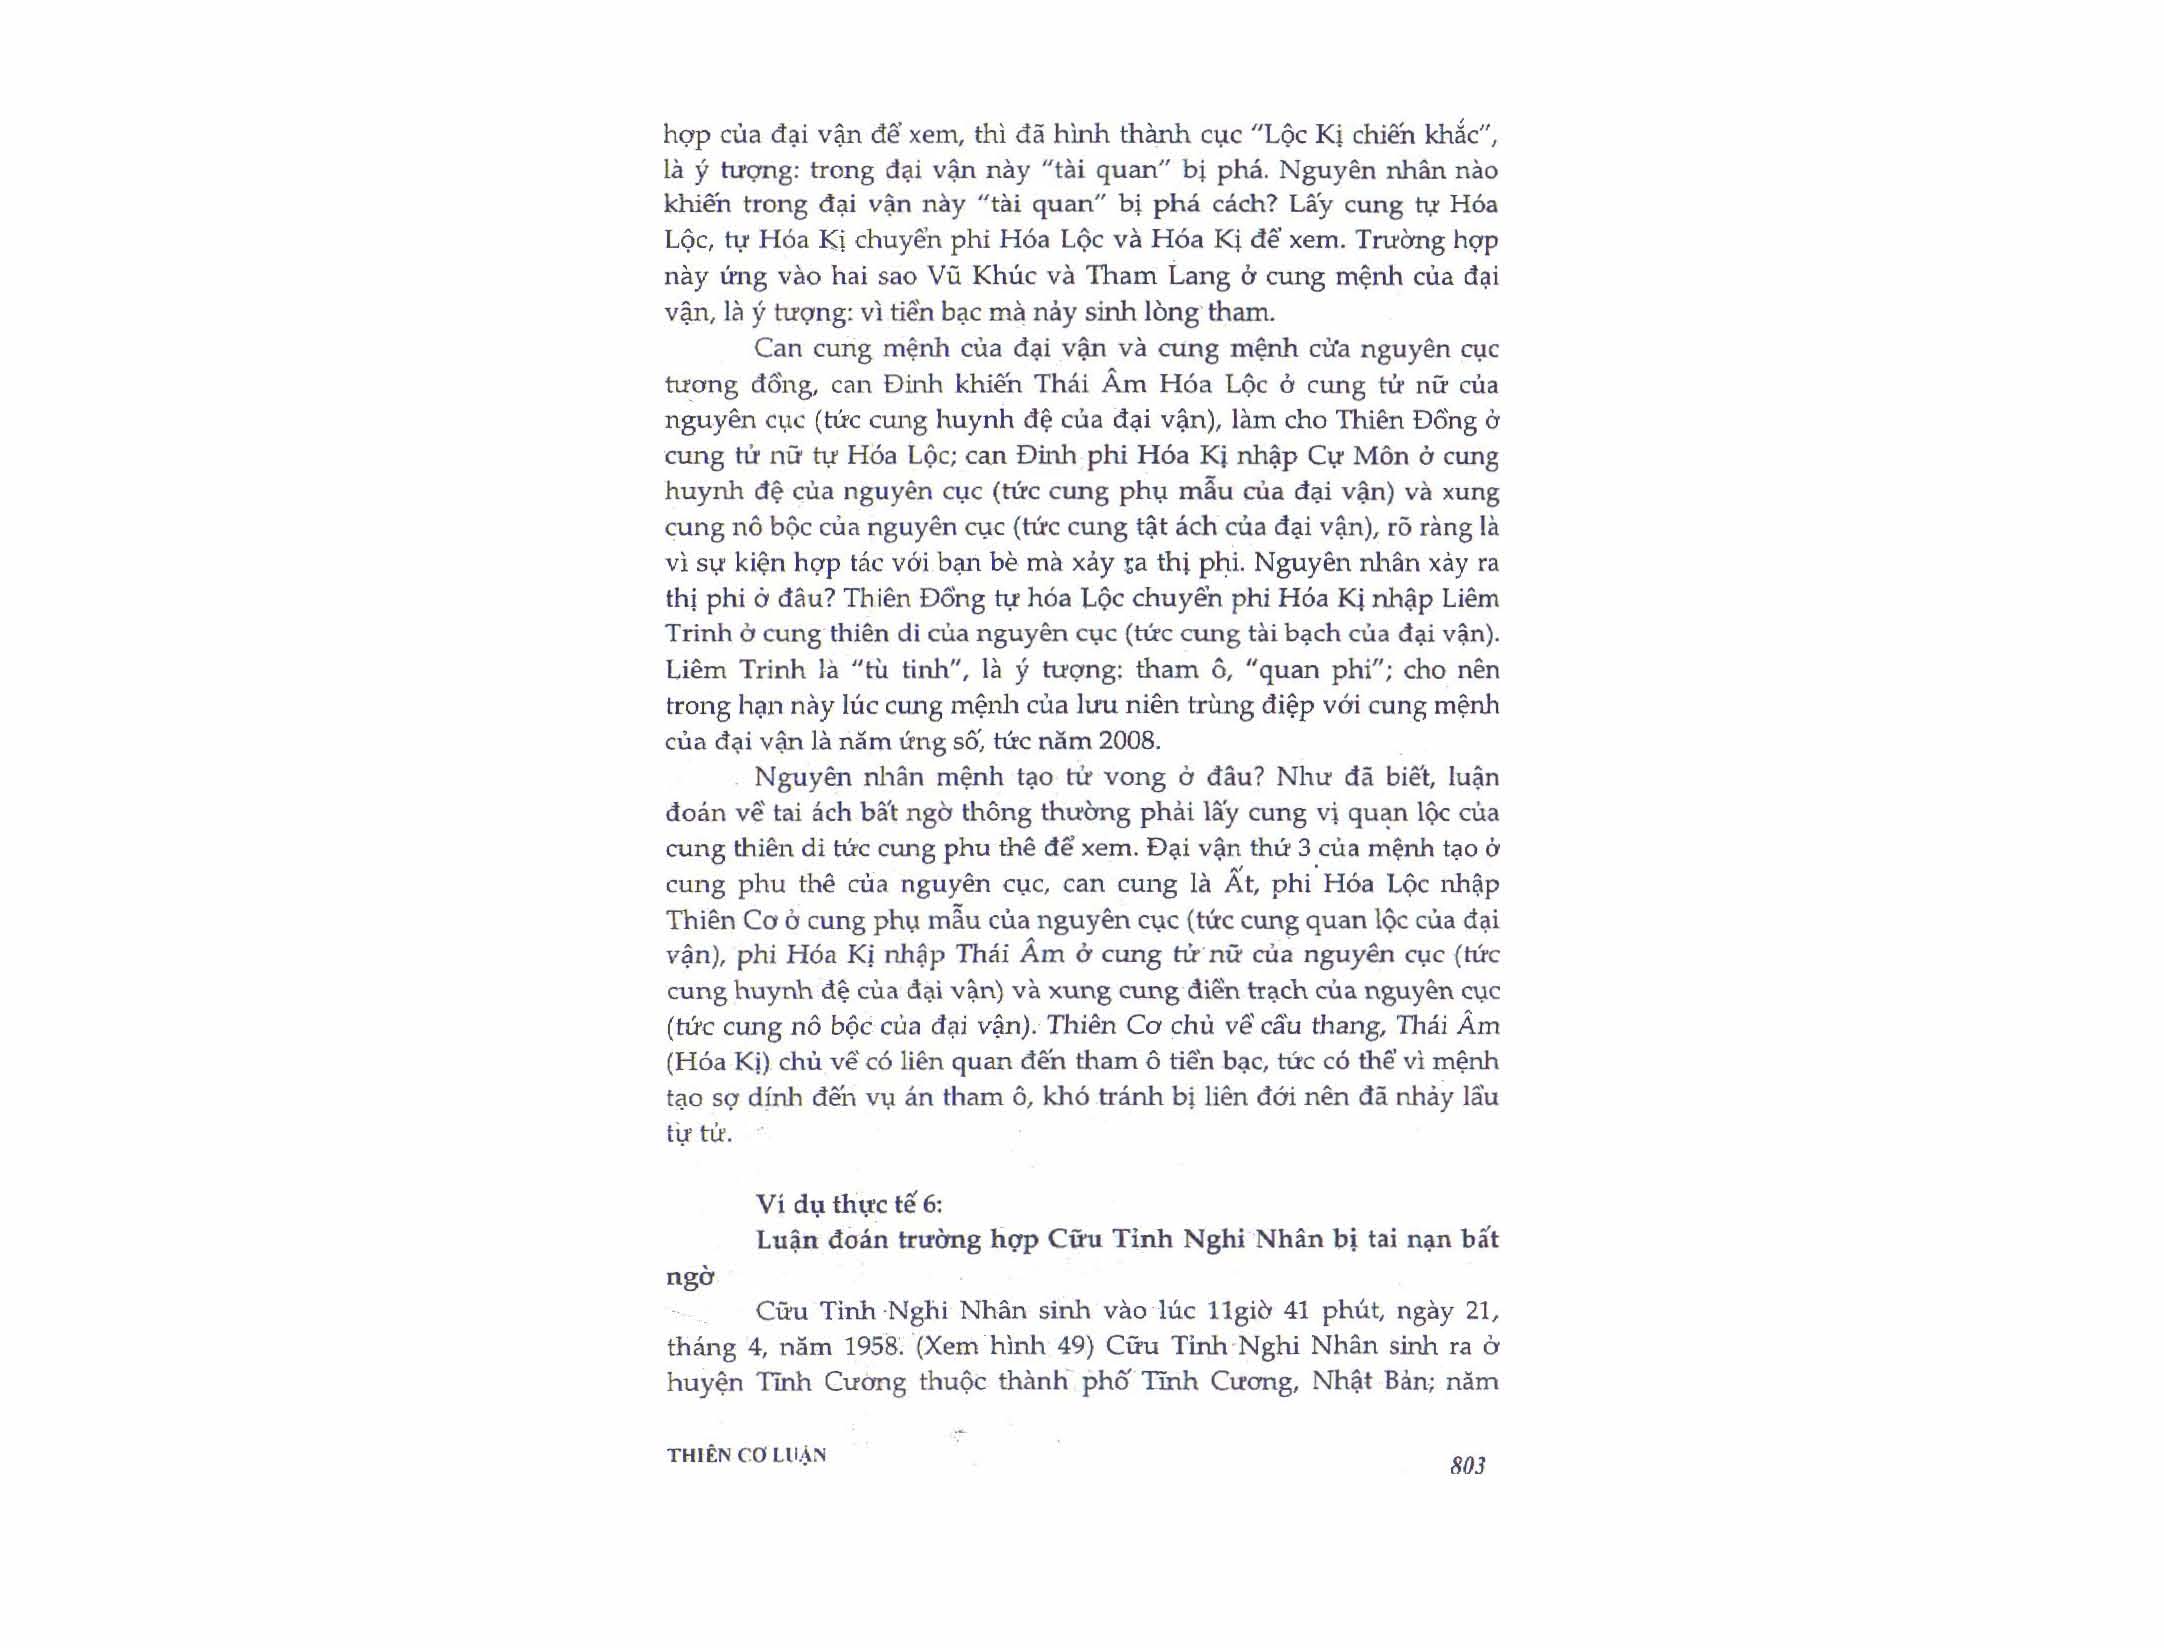 hợp của đại vận để xem, thì đã hình thành cục "Lộc Kị chiến khắc",
là ý tượng: trong đại vận này "tài quan" bị phá. Nguyên nhân nào
khiến trong đại vận này "tài quan" bị phá cách? Lấy cung tự Hóa
Lộc, tự Hóa Kị chuyển phi Hóa Lộc và Hóa Kị để xem. Trường hợp
này ứng vào hai sao Vũ Khúc và Tham Lang ở cung mệnh của đại
vận, là ý tượng: vì tiền bạc mà nảy sinh lòng tham.
Can cung mệnh của đại vận và cung mệnh cửa nguyên cục
tương đồng, can Đinh khiến Thái Âm Hóa Lộc ở cung tử nữ của
nguyên cục (tức cung huynh đệ của đại vận), làm cho Thiên Đồng ở
cung tử nữ tự Hóa Lộc; can Đinh phi Hóa Kị nhập Cự Môn ở cung
huynh đệ của nguyên cục (tức cung phụ mẫu của đại vận) và xung
cung nô bộc của nguyên cục (tức cung tật ách của đại vận), rõ ràng là
vì sự kiện hợp tác với bạn bè mà xảy ra thị phi. Nguyên nhân xảy ra
thị phi ở đâu? Thiên Đồng tự hóa Lộc chuyển phi Hóa Kị nhập Liêm
Trinh ở cung thiên di của nguyên cục (tức cung tài bạch của đại vận).
Liêm Trinh là "tù tinh", là ý tượng: tham ô, "quan phi"; cho nên
trong hạn này lúc cung mệnh của lưu niên trùng điệp với cung mệnh
của đại vận là năm ứng số, tức năm 2008.
Nguyên nhân mệnh tạo tử vong ở đâu? Như đã biết, luận
đoán về tai ách bất ngờ thông thường phải lấy cung vị quan lộc của
cung thiên di tức cung phu thê để xem. Đại vận thứ 3 của mệnh tạo ở
cung phu thê của nguyên cục, can cung là Ất, phi Hóa Lộc nhập
Thiên Cơ ở cung phụ mẫu của nguyên cục (tức cung quan lộc của đại
vận), phi Hóa Kị nhập Thái Âm ở cung tử nữ của nguyên cục (tức
cung huynh đệ của đại vận) và xung cung điền trạch của nguyên cục
(tức cung nô bộc của đại vận). Thiên Cơ chủ về cầu thang, Thái Âm
(Hóa Kị) chủ về có liên quan đến tham ô tiền bạc, tức có thể vì mệnh
tạo sợ dính đến vụ án tham ô, khó tránh bị liên đới nên đã nhảy lầu
tự tử.
Ví dụ thực tế 6:
Luận đoán trường hợp Cữu Tỉnh Nghi Nhân bị tai nạn bất
ngờ
Cữu Tỉnh Nghi Nhân sinh vào lúc 11giờ 41 phút, ngày 21,
tháng 4, năm 1958. (Xem hình 49) Cữu Tỉnh Nghi Nhân sinh ra ở
huyện Tĩnh Cương thuộc thành phố Tĩnh Cương, Nhật Bản; năm
THIÊN CƠ LUẬN
803